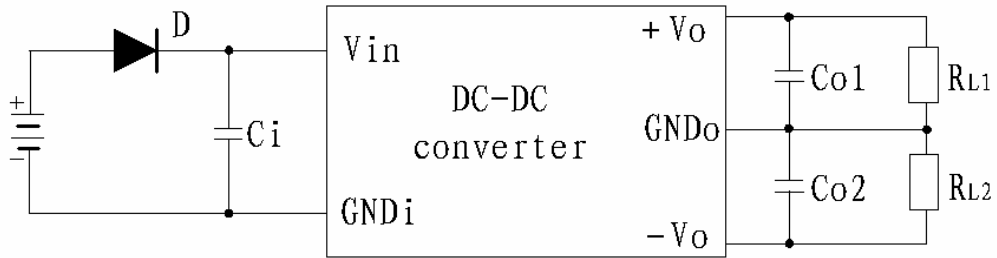 D
+
-
Ci
Vin
GNDi
DC-DC
converter
+Vo
GNDo
-Vo
Co1
Co2
RL1
RL2